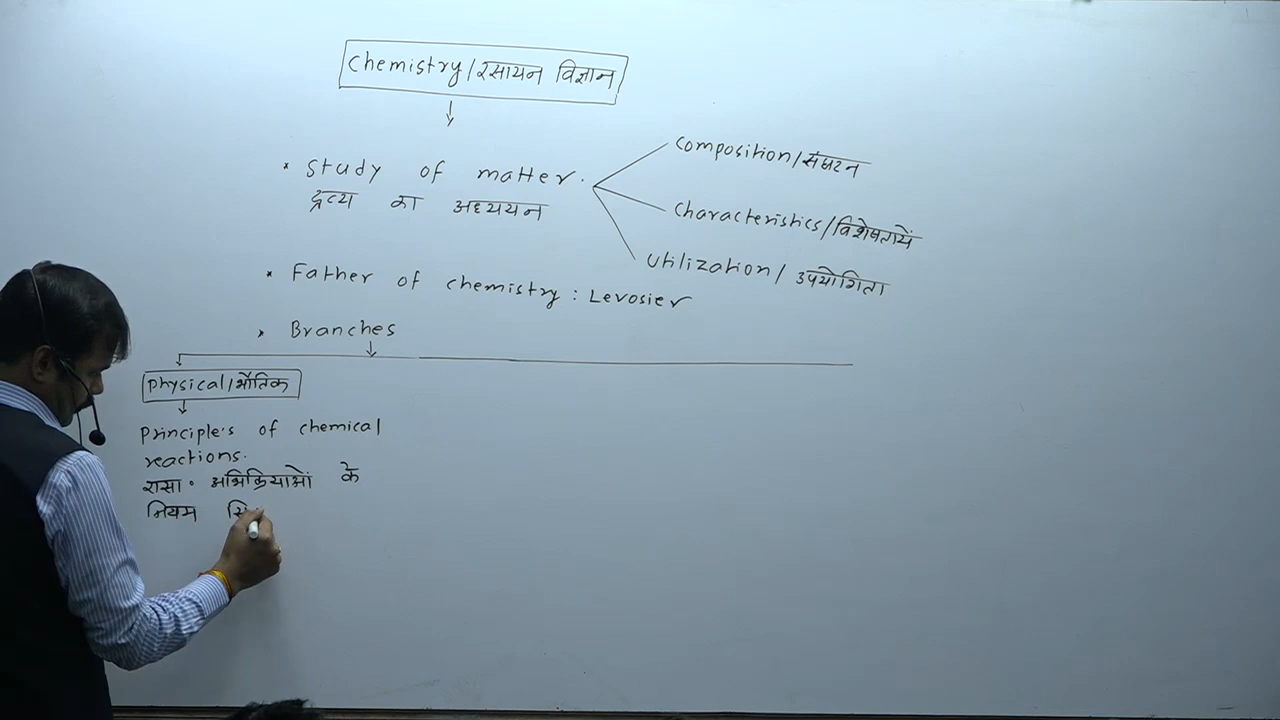 Chemistry/रसायन विज्ञान
* Study of matter.
द्रव्य का अध्ययन
Composition/संघटन
Characteristics/विशेषतायें
Utilization/उपयोगिता
* Father of chemistry: Levosier
* Branches
Physical/भौतिक
Principle's of chemical
reactions.
रासा॰ अभिक्रियाओं के
नियम